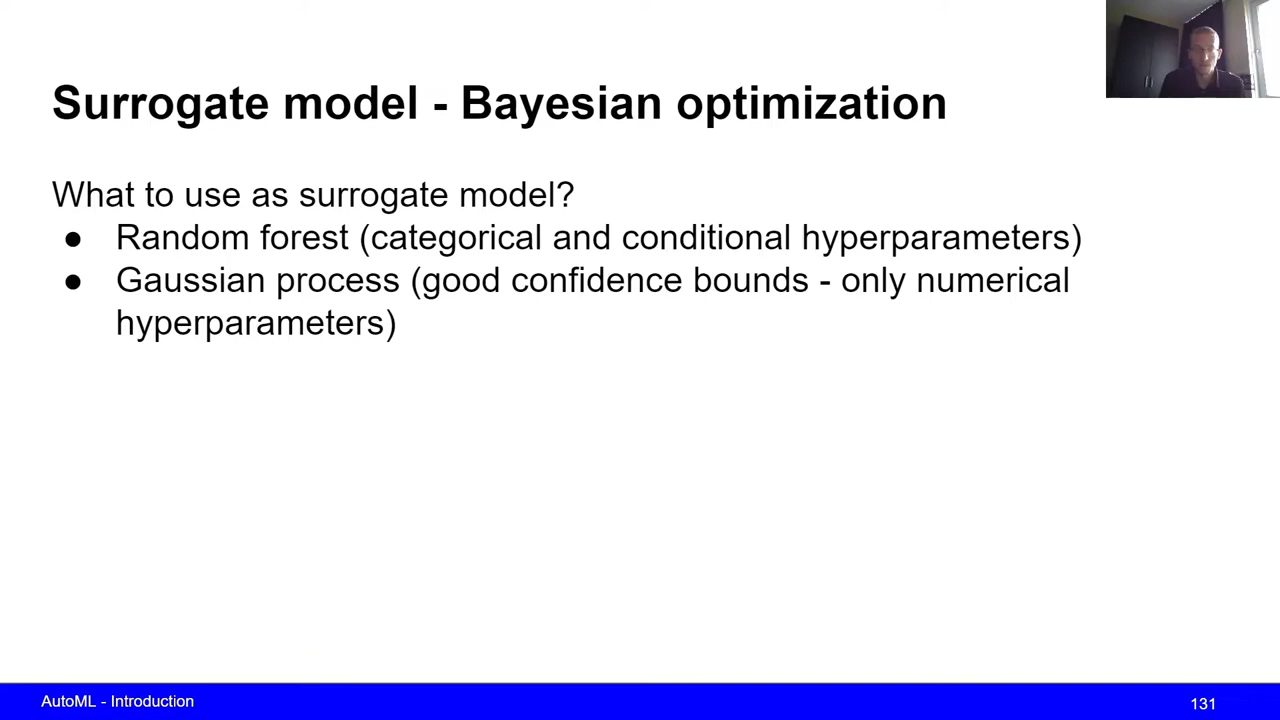 Surrogate model - Bayesian optimization
What to use as surrogate model?
● Random forest (categorical and conditional hyperparameters)
● Gaussian process (good confidence bounds - only numerical
hyperparameters)
AutoML - Introduction
131